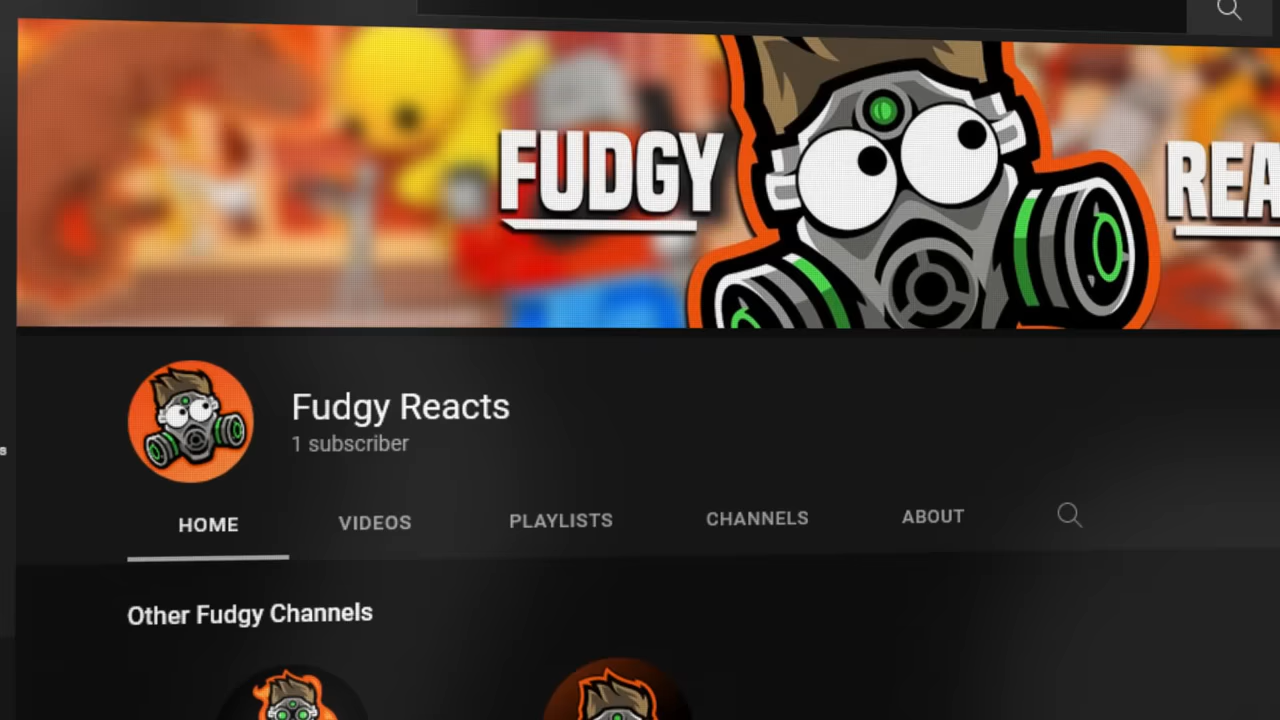 FUDGY
REA
Fudgy Reacts
1 subscriber
HOME VIDEOS PLAYLISTS CHANNELS ABOUT
Other Fudgy Channels